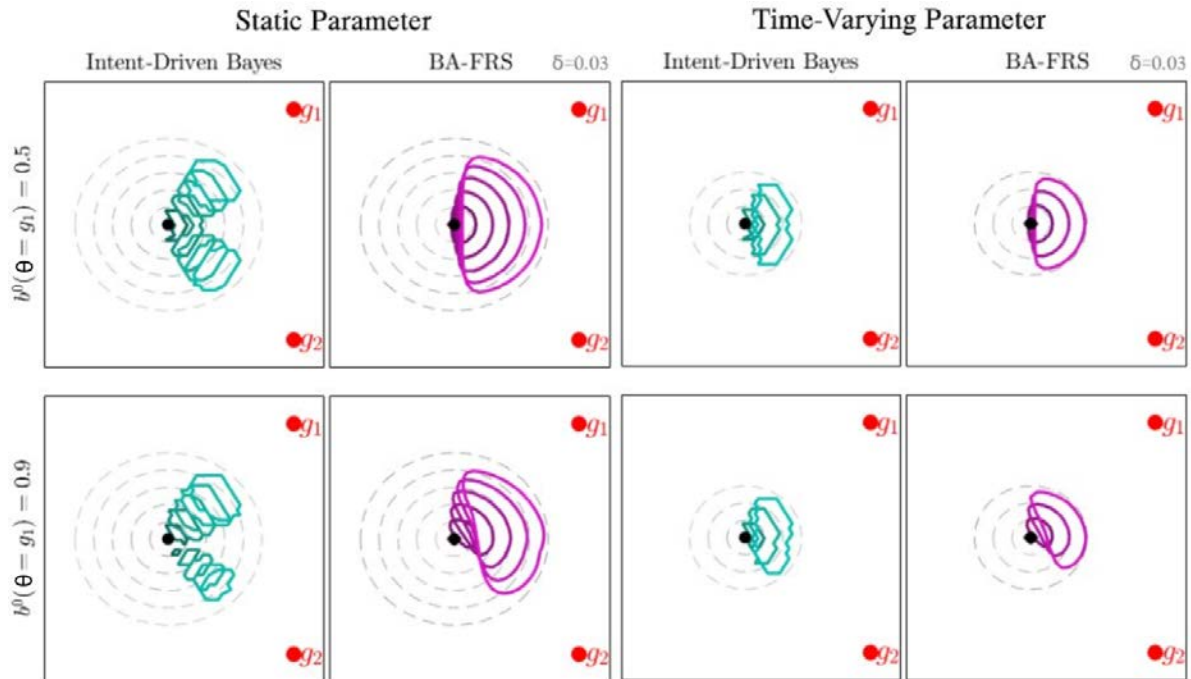 Static Parameter Time-Varying Parameter
Intent-Driven Bayes BA-FRS δ=0.03 Intent-Driven Bayes BA-FRS δ=0.03
b⁰(θ = g₁) = 0.5
g₁ g₁ g₁ g₁
g₂ g₂ g₂ g₂
b⁰(θ = g₁) = 0.9
g₁ g₁ g₁ g₁
g₂ g₂ g₂ g₂